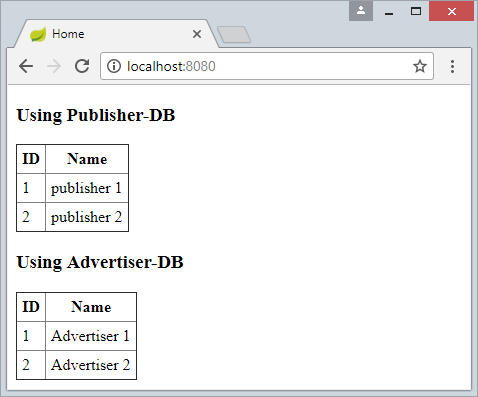 Home
localhost:8080
Using Publisher-DB
ID Name
1 publisher 1
2 publisher 2
Using Advertiser-DB
ID Name
1 Advertiser 1
2 Advertiser 2